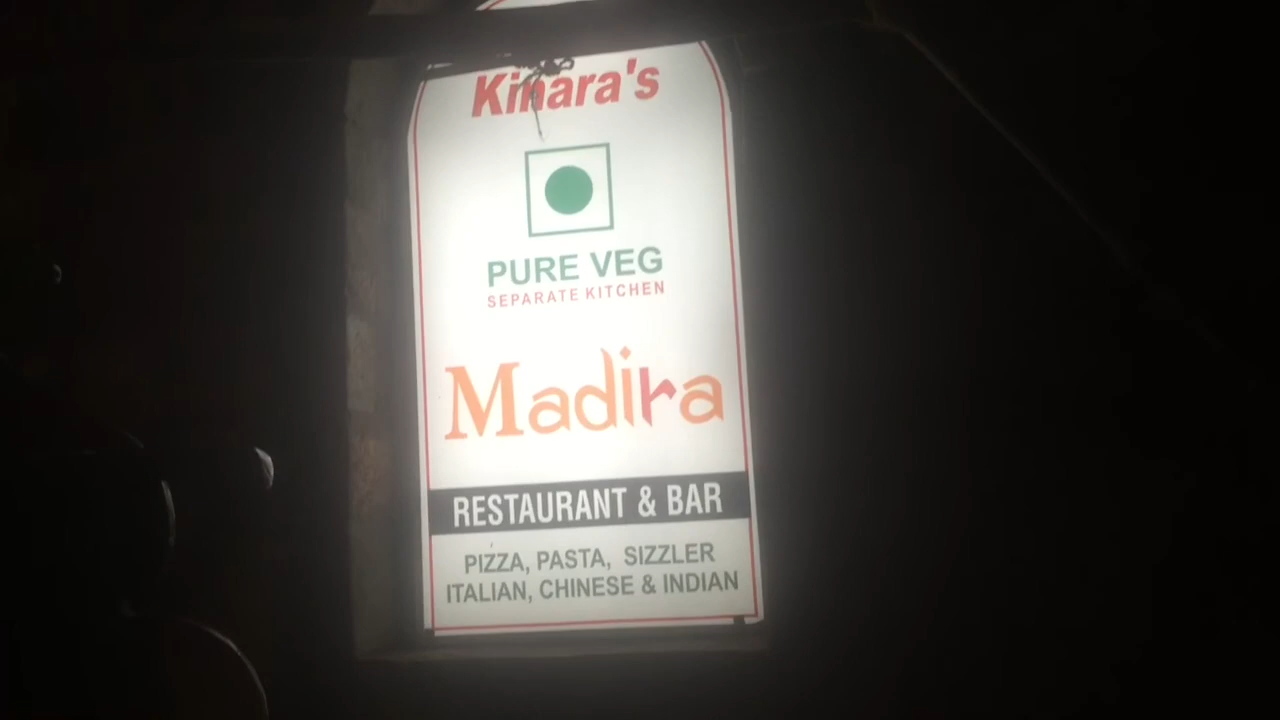 Kinara's
PURE VEG
SEPARATE KITCHEN
Madira
RESTAURANT & BAR
PIZZA, PASTA, SIZZLER
ITALIAN, CHINESE & INDIAN